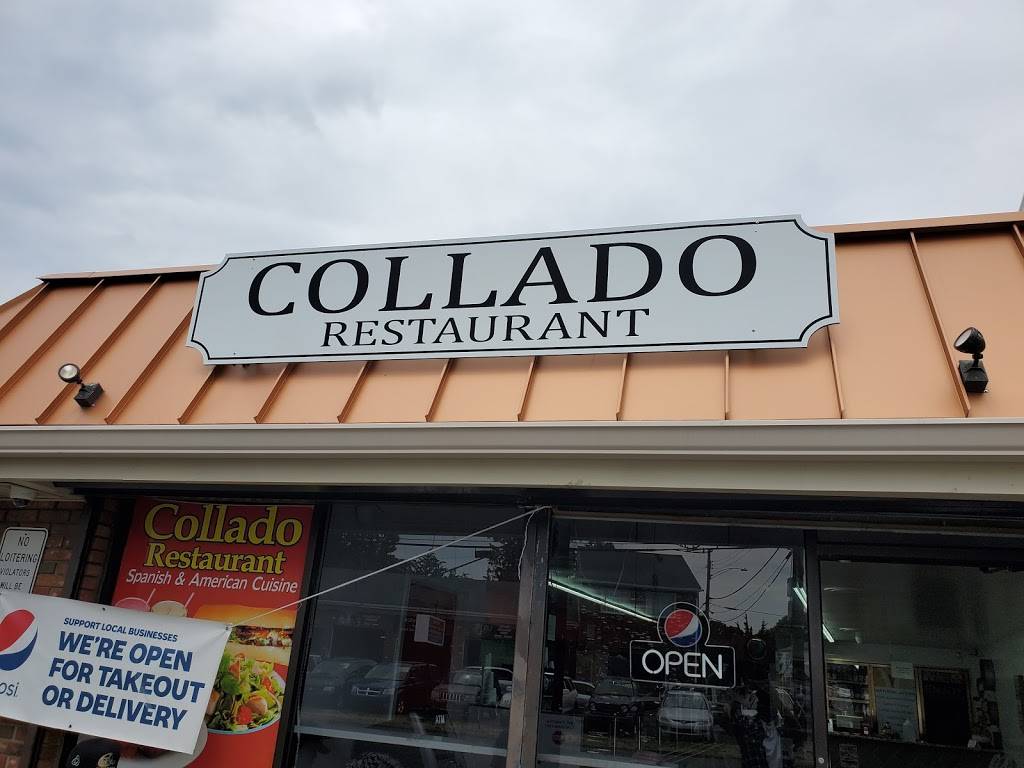 COLLADO
RESTAURANT
Collado
Restaurant
Spanish & American Cuisine
NO
LOITERING
VIOLATORS
WILL BE
SUPPORT LOCAL BUSINESSES
WE'RE OPEN
FOR TAKEOUT
OR DELIVERY
OPEN